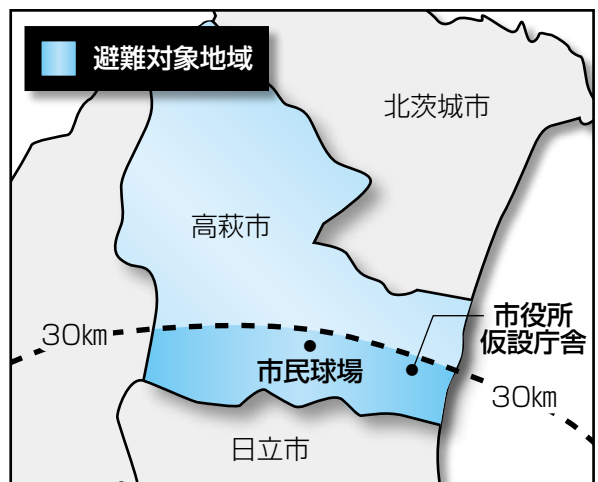 避難対象地域
北茨城市
高萩市
30㎞
市役所
仮設庁舎
市民球場
30㎞
日立市